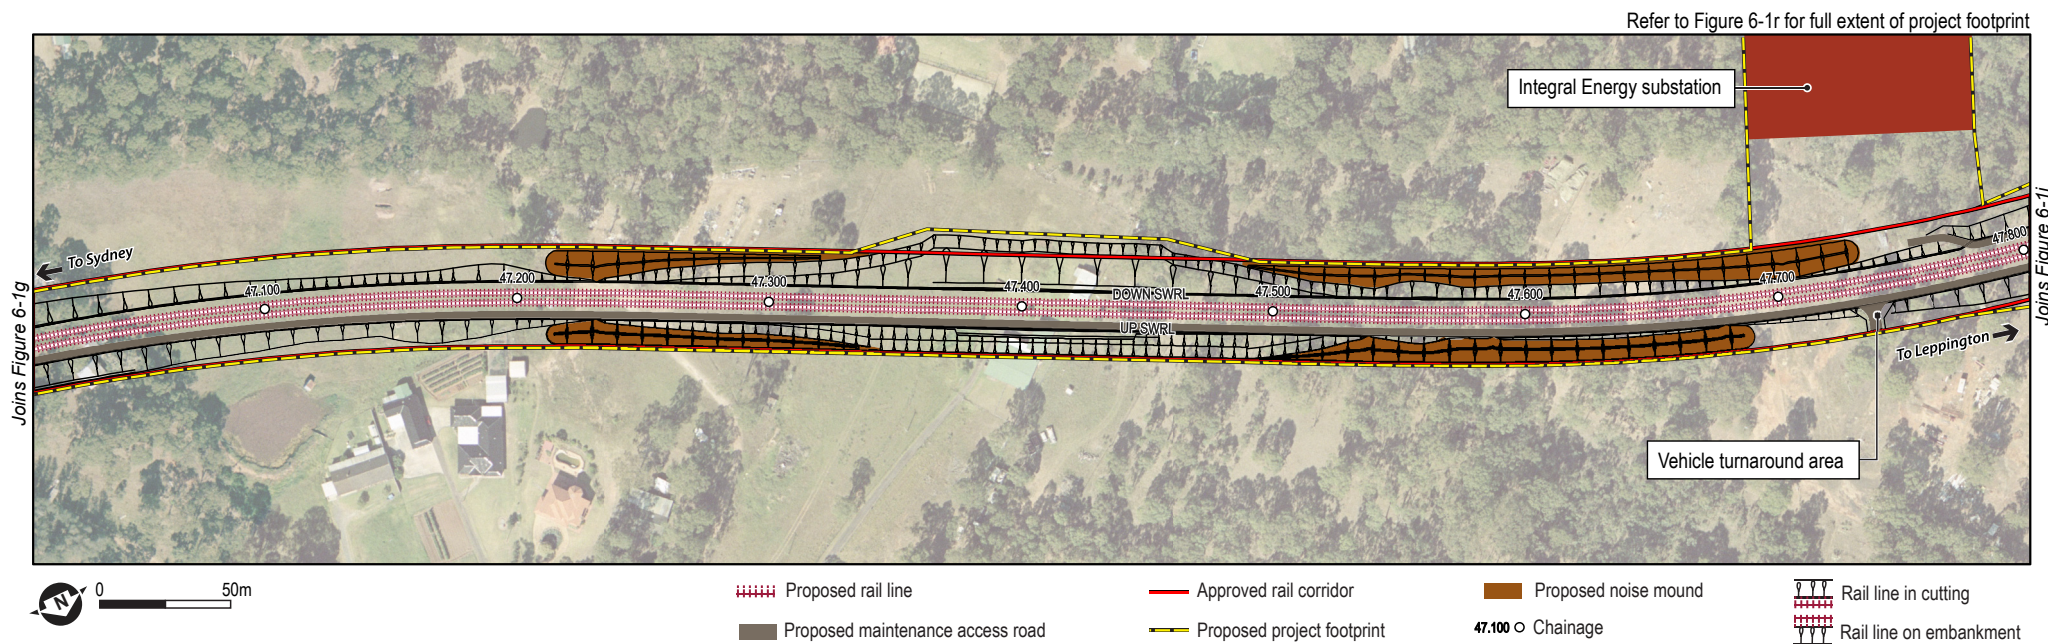 Refer to Figure 6-1r for full extent of project footprint
Integral Energy substation
To Sydney
47.100
47.200
47.300
47.400
47.500
47.600
47.700
47.800
DOWN SWRL
UP SWRL
To Leppington
Vehicle turnaround area
Joins Figure 6-1g
Joins Figure 6-1i
N
0 50m
Proposed rail line
Proposed maintenance access road
Approved rail corridor
Proposed project footprint
Proposed noise mound
47.100 Chainage
Rail line in cutting
Rail line on embankment